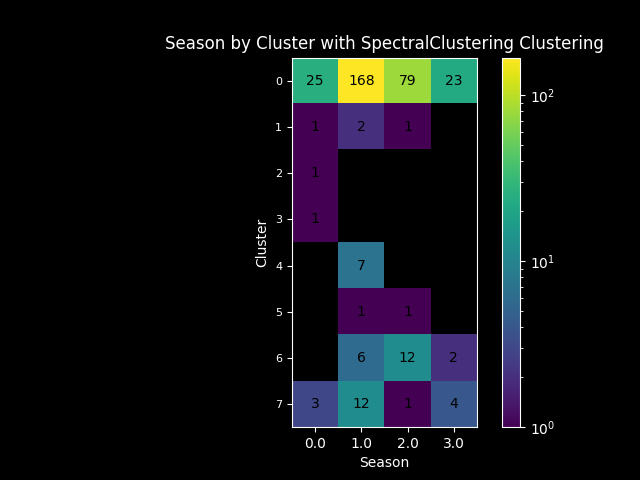 Season by Cluster with SpectralClustering Clustering
0 25 168 79 23
1 1 2 1
2 1
3 1
4 7
5 1 1
6 6 12 2
7 3 12 1 4
0.0 1.0 2.0 3.0
Season
Cluster
10²
10¹
10⁰